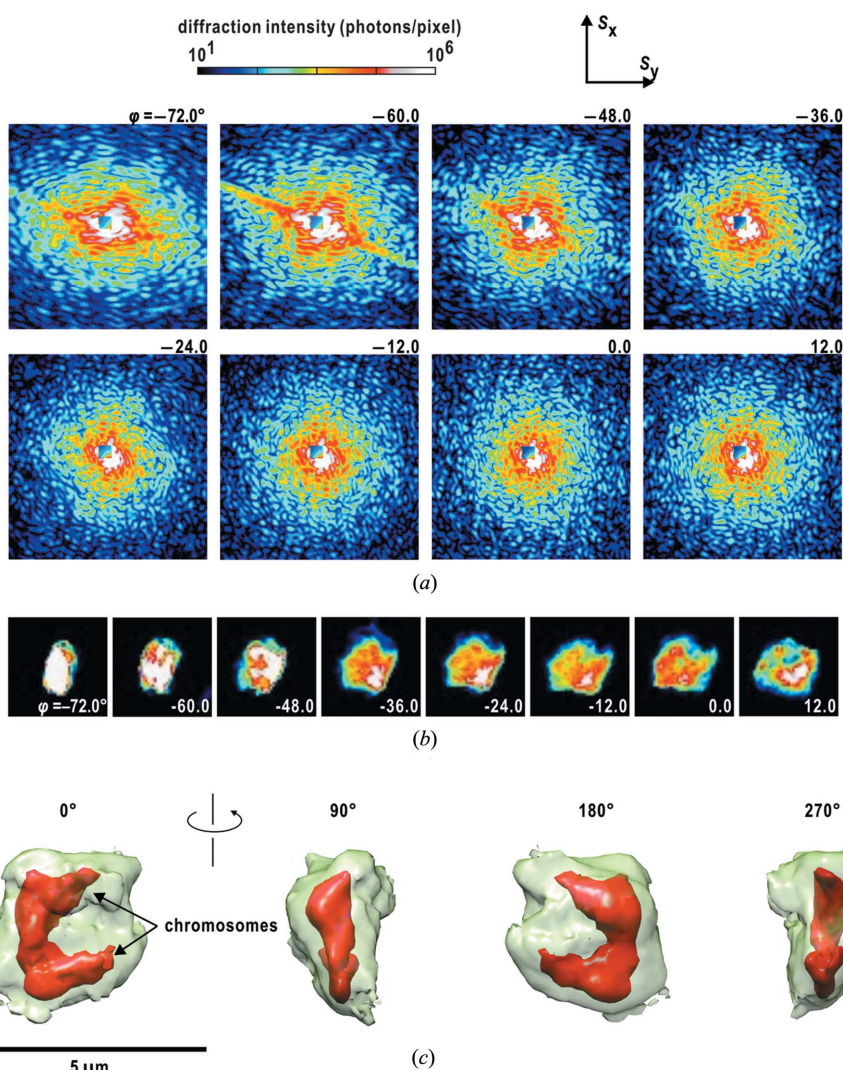 diffraction intensity (photons/pixel)
10¹ 10⁶
Sx
Sy
φ=−72.0° −60.0 −48.0 −36.0
−24.0 −12.0 0.0 12.0
(a)
φ=−72.0° -60.0 -48.0 -36.0 -24.0 -12.0 0.0 12.0
(b)
0° 90° 180° 270°
chromosomes
5 μm
(c)